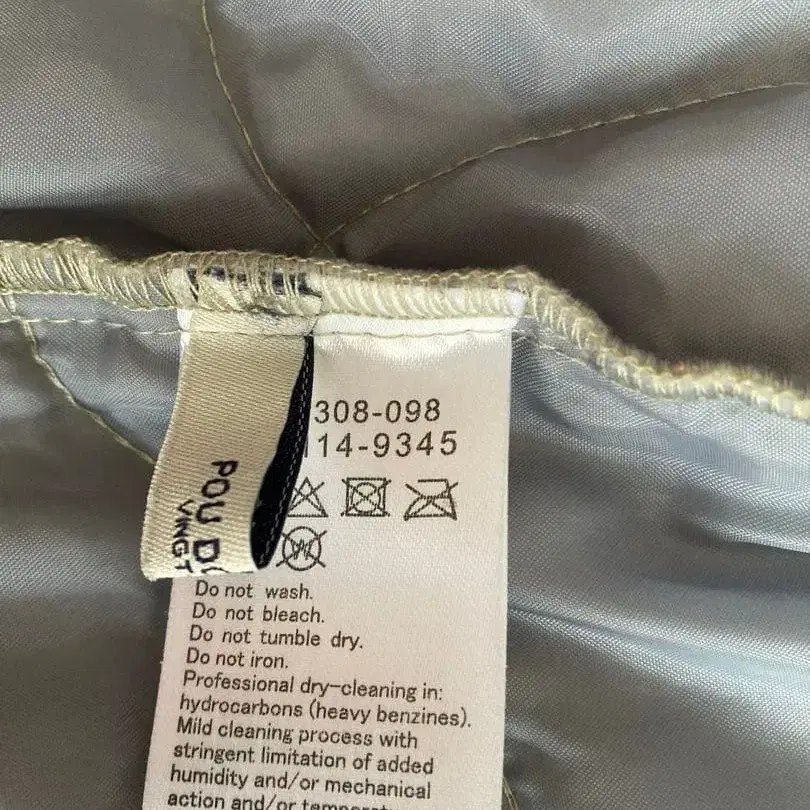 308-098
114-9345
POU D
VING T
W
Do not wash.
Do not bleach.
Do not tumble dry.
Do not iron.
Professional dry-cleaning in:
hydrocarbons (heavy benzines).
Mild cleaning process with
stringent limitation of added
humidity and/or mechanical
action and/or